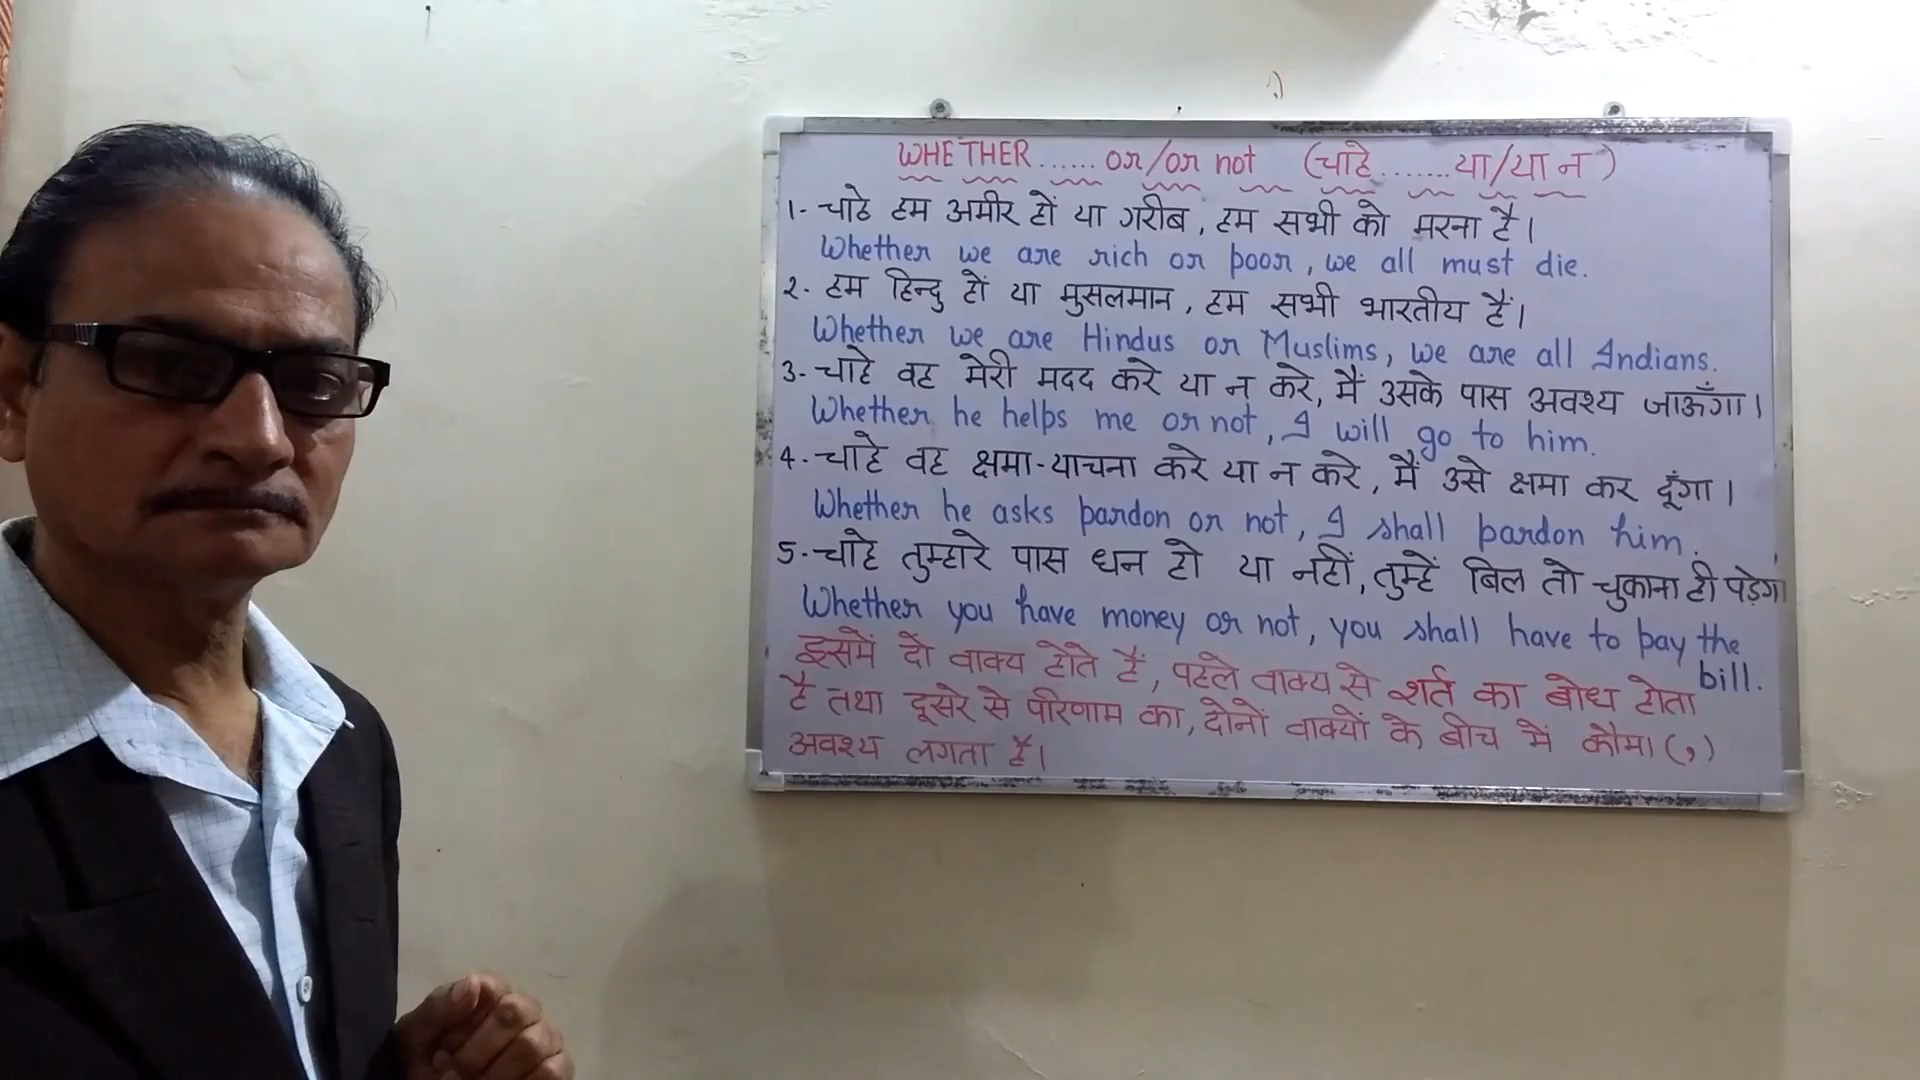 WHETHER...... or/or not (चाहे.......या/या न)
1- चाहे हम अमीर हों या गरीब, हम सभी को मरना है।
Whether we are rich or poor, we all must die.
२- हम हिन्दु हों या मुसलमान, हम सभी भारतीय हैं।
Whether we are Hindus or Muslims, we are all Indians.
3- चाहे वह मेरी मदद करे या न करे, मैं उसके पास अवश्य जाऊँगा।
Whether he helps me or not, I will go to him.
4- चाहे वह क्षमा-याचना करे या न करे, मैं उसे क्षमा कर दूँगा।
Whether he asks pardon or not, I shall pardon him.
5- चाहे तुम्हारे पास धन हो या नहीं, तुम्हें बिल तो चुकाना ही पड़ेगा
Whether you have money or not, you shall have to pay the
bill.
इसमें दो वाक्य होते हैं, पहले वाक्य से शर्त का बोध होता
है तथा दूसरे से परिणाम का, दोनों वाक्यों के बीच में कौमा (,)
अवश्य लगता है।